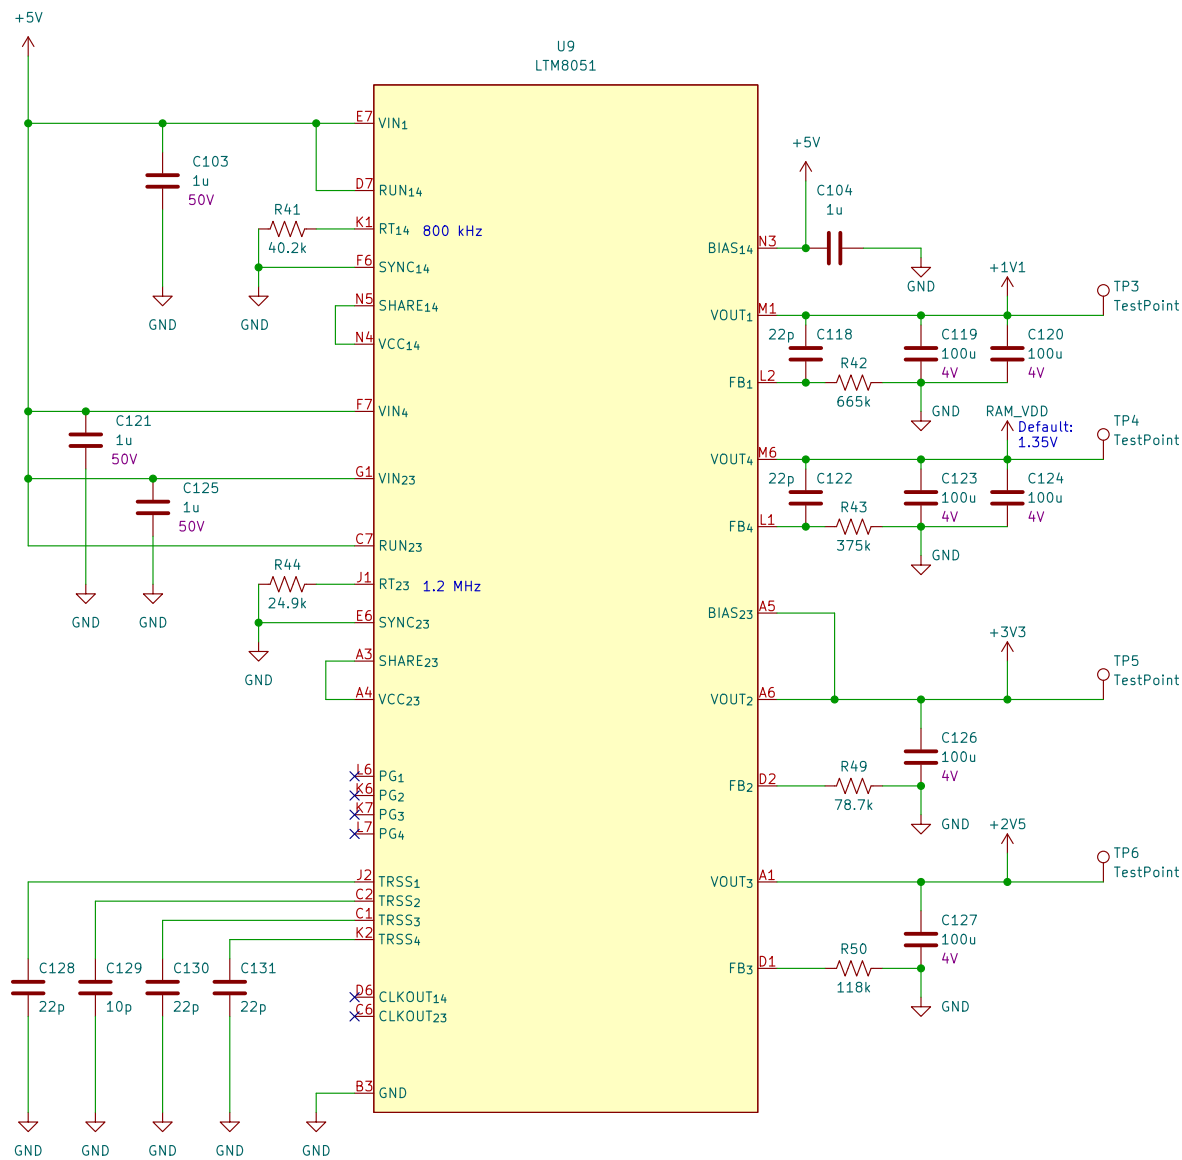 +5V
U9
LTM8051
E7 VIN1
C103
1u
50V
D7 RUN14
R41
40.2k
K1 RT14 800 kHz
F6 SYNC14
N5 SHARE14
N4 VCC14
GND
GND
F7 VIN4
C121
1u
50V
G1 VIN23
C125
1u
50V
C7 RUN23
R44
24.9k
J1 RT23 1.2 MHz
E6 SYNC23
GND
GND
A3 SHARE23
GND
A4 VCC23
L6 PG1
K6 PG2
K7 PG3
L7 PG4
J2 TRSS1
C2 TRSS2
C1 TRSS3
K2 TRSS4
C128
22p
C129
10p
C130
22p
C131
22p
D6 CLKOUT14
C6 CLKOUT23
B3 GND
GND
GND
GND
GND
GND
+5V
C104
1u
BIAS14 N3
GND
+1V1
TP3
TestPoint
VOUT1 M1
22p C118
C119
100u
4V
C120
100u
4V
FB1 L2
R42
665k
GND
RAM_VDD
Default:
1.35V
TP4
TestPoint
VOUT4 M6
22p C122
C123
100u
4V
C124
100u
4V
FB4 L1
R43
375k
GND
BIAS23 A5
+3V3
TP5
TestPoint
VOUT2 A6
C126
100u
4V
FB2 D2
R49
78.7k
GND
+2V5
TP6
TestPoint
VOUT3 A1
C127
100u
4V
FB3 D1
R50
118k
GND